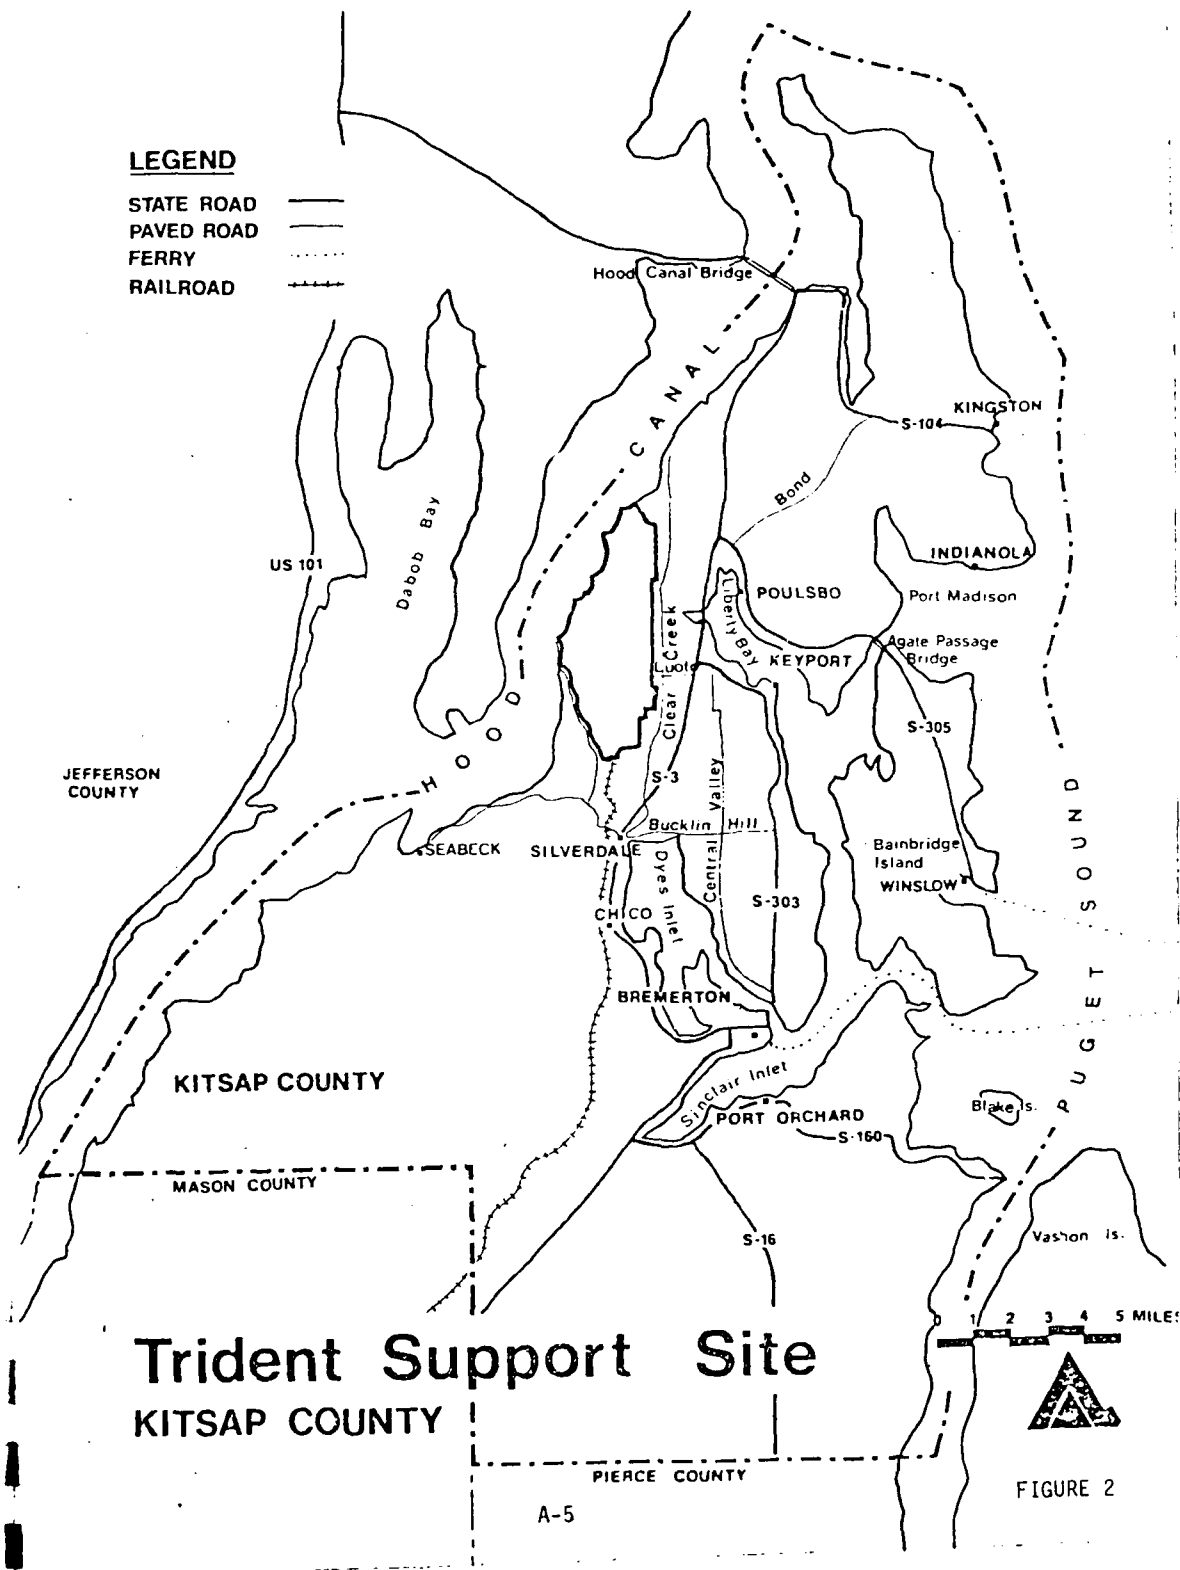 LEGEND
STATE ROAD
PAVED ROAD
FERRY
RAILROAD
Hood Canal Bridge
HOOD CANAL
KINGSTON
S-104
Bond
Dabob Bay
US 101
INDIANOLA
POULSBO
Port Madison
Liberty Bay
Agate Passage
Bridge
KEYPORT
Clear Creek
Luoto
S-305
JEFFERSON
COUNTY
S-3
Central Valley
Bucklin Hill
SEABECK
SILVERDALE
Dyes Inlet
Bainbridge
Island
WINSLOW
S-303
CHICO
PUGET SOUND
BREMERTON
KITSAP COUNTY
Sinclair Inlet
Blake Is.
PORT ORCHARD
S-160
MASON COUNTY
S-16
Vashon Is.
0 1 2 3 4 5 MILES
Trident Support Site
KITSAP COUNTY
PIERCE COUNTY
FIGURE 2
A-5